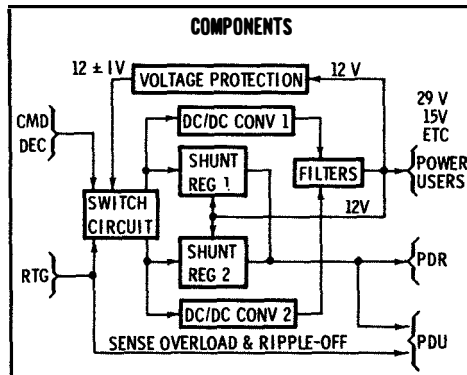 COMPONENTS
12 ± 1V
VOLTAGE PROTECTION
12 V
29 V
15V
ETC
CMD
DEC
DC/DC CONV 1
SHUNT
REG 1
FILTERS
POWER
USERS
SWITCH
CIRCUIT
12V
SHUNT
REG 2
RTG
PDR
DC/DC CONV 2
SENSE OVERLOAD & RIPPLE-OFF
PDU